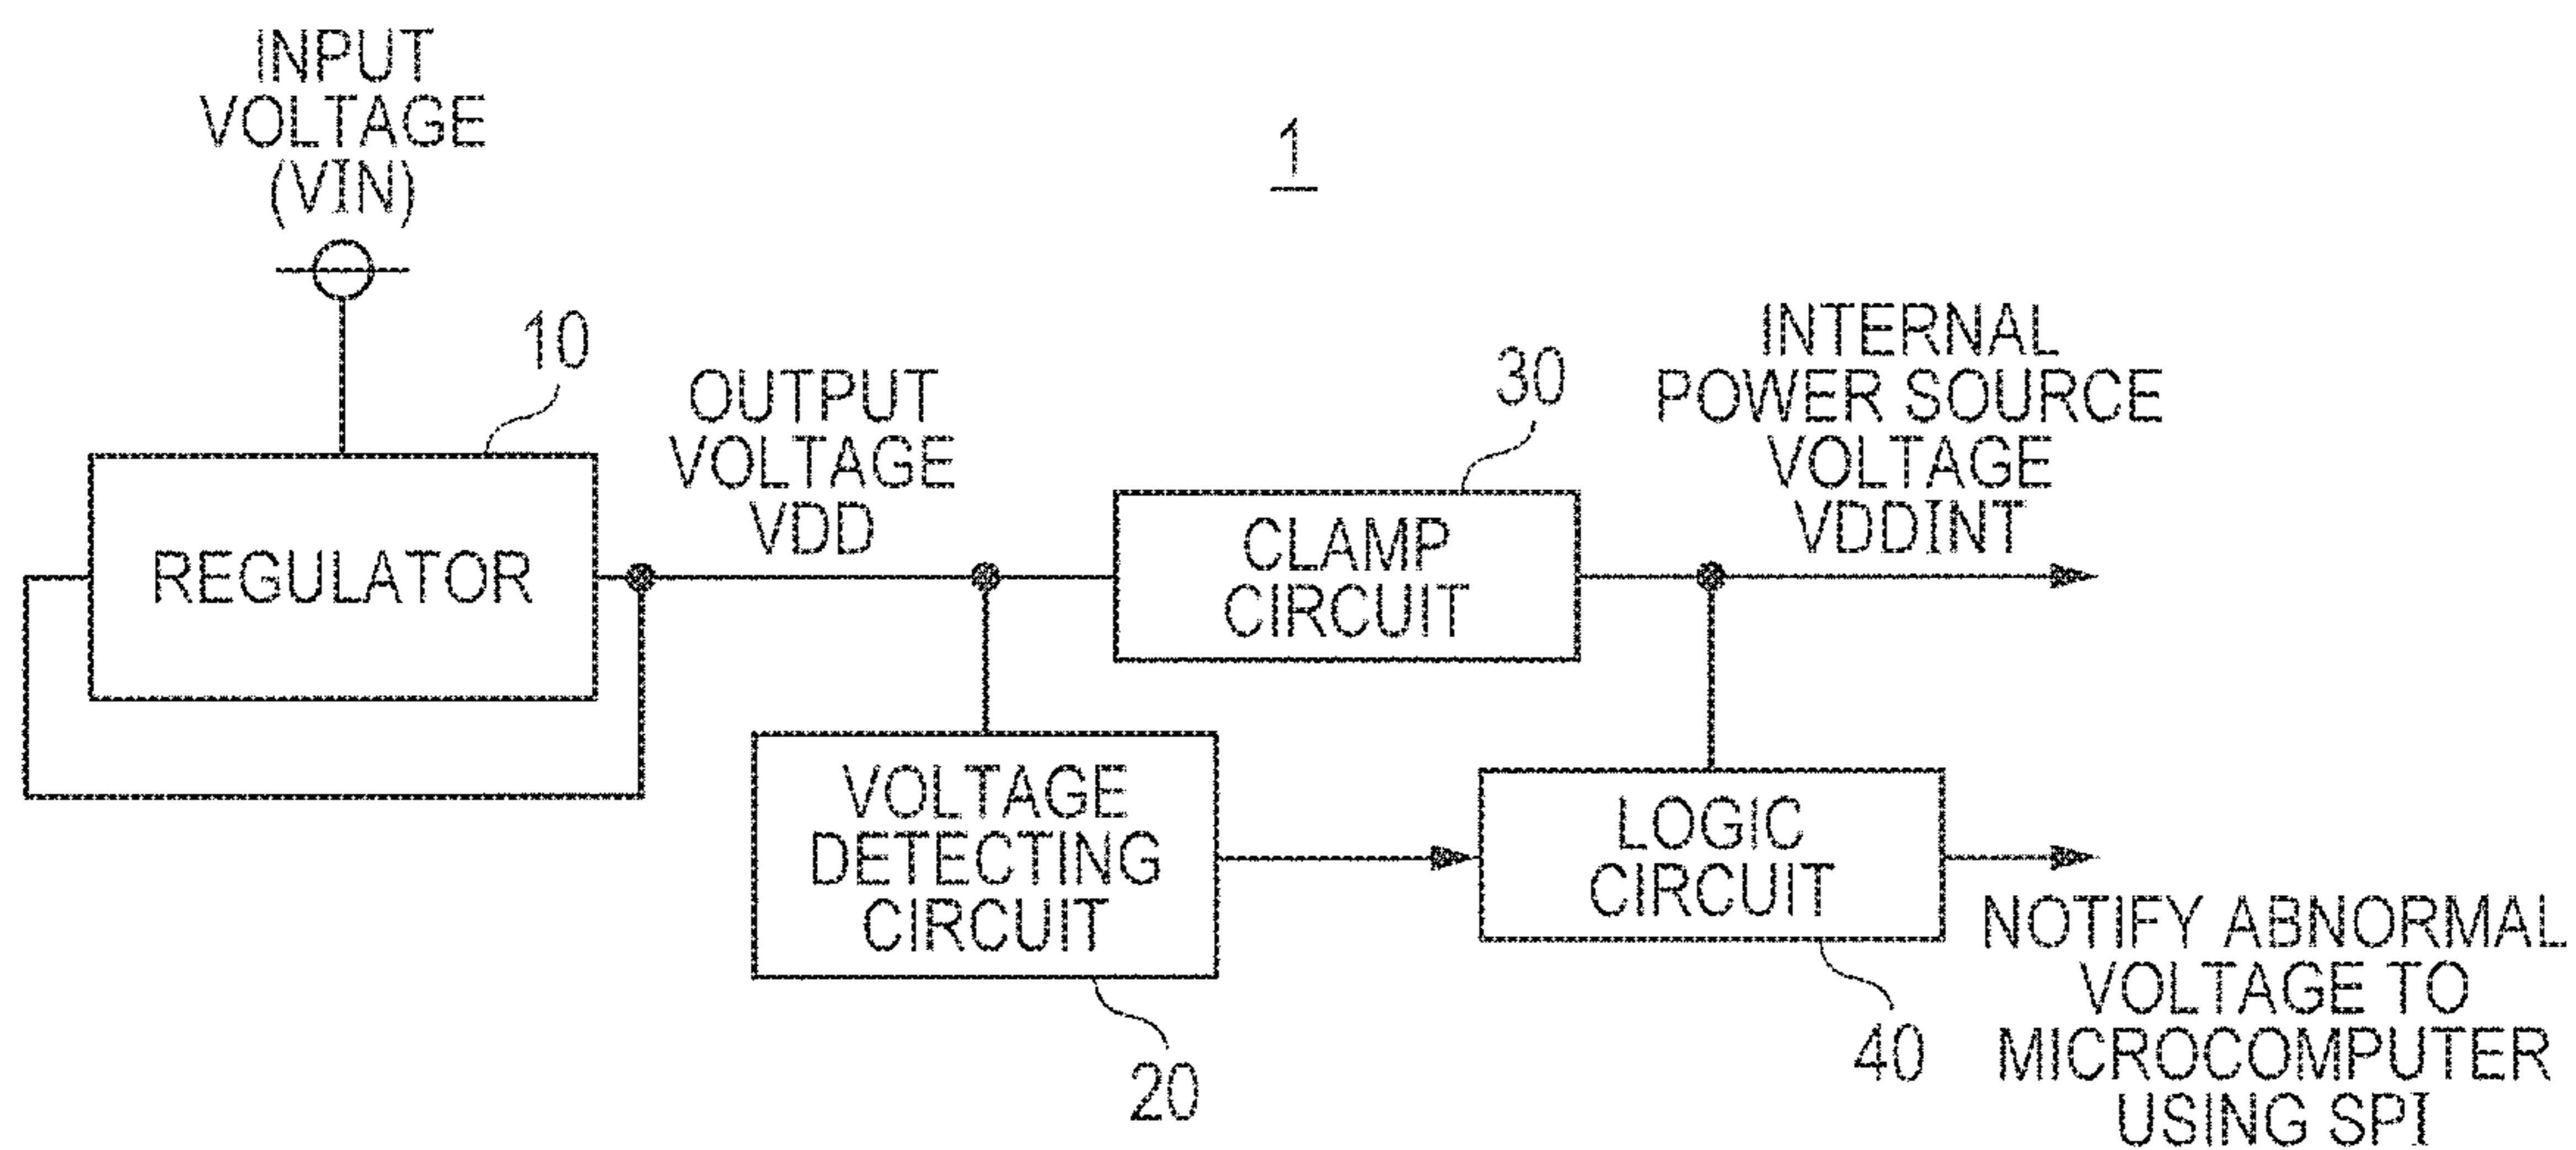 INPUT
VOLTAGE
(VIN)
1
10
REGULATOR
OUTPUT
VOLTAGE
VDD
30
CLAMP
CIRCUIT
INTERNAL
POWER SOURCE
VOLTAGE
VDDINT
VOLTAGE
DETECTING
CIRCUIT
20
LOGIC
CIRCUIT
40
NOTIFY ABNORMAL
VOLTAGE TO
MICROCOMPUTER
USING SPI